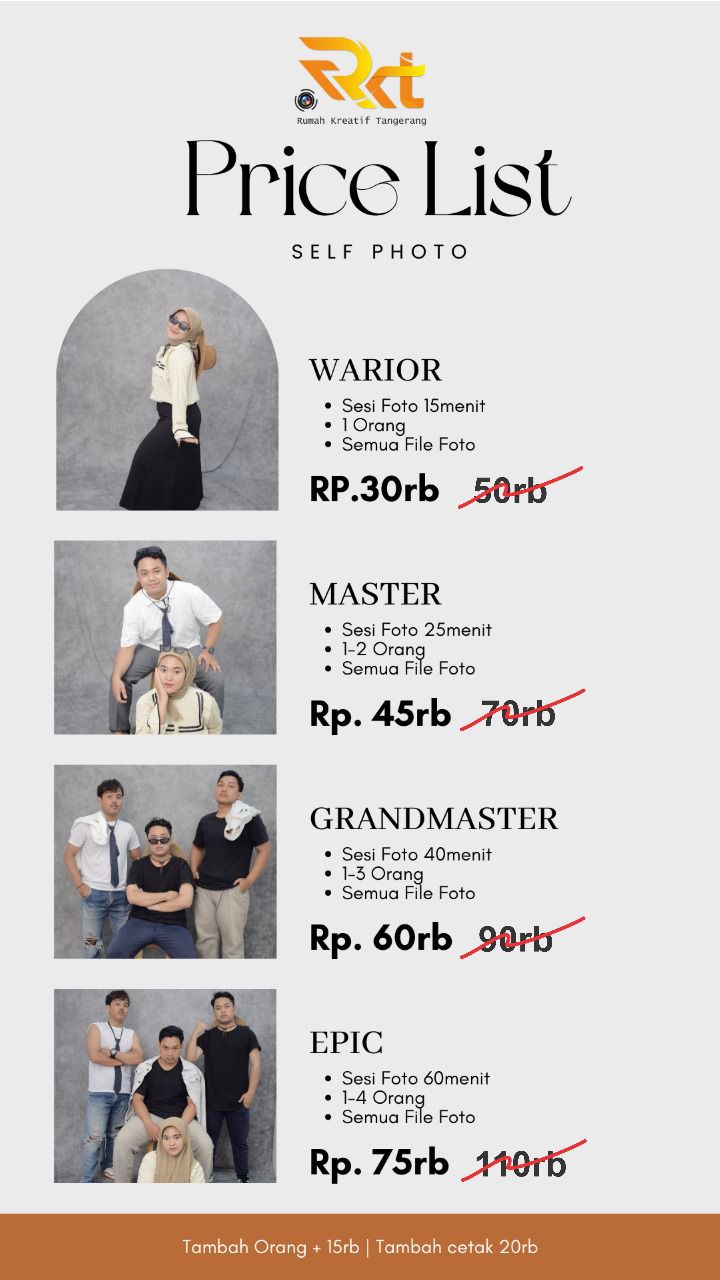 RKt
Rumah Kreatif Tangerang
Price List
SELF PHOTO
WARIOR
Sesi Foto 15menit
1 Orang
Semua File Foto
RP.30rb 50rb
MASTER
Sesi Foto 25menit
1-2 Orang
Semua File Foto
Rp. 45rb 70rb
GRANDMASTER
Sesi Foto 40menit
1-3 Orang
Semua File Foto
Rp. 60rb 90rb
EPIC
Sesi Foto 60menit
1-4 Orang
Semua File Foto
Rp. 75rb 110rb
Tambah Orang + 15rb | Tambah cetak 20rb